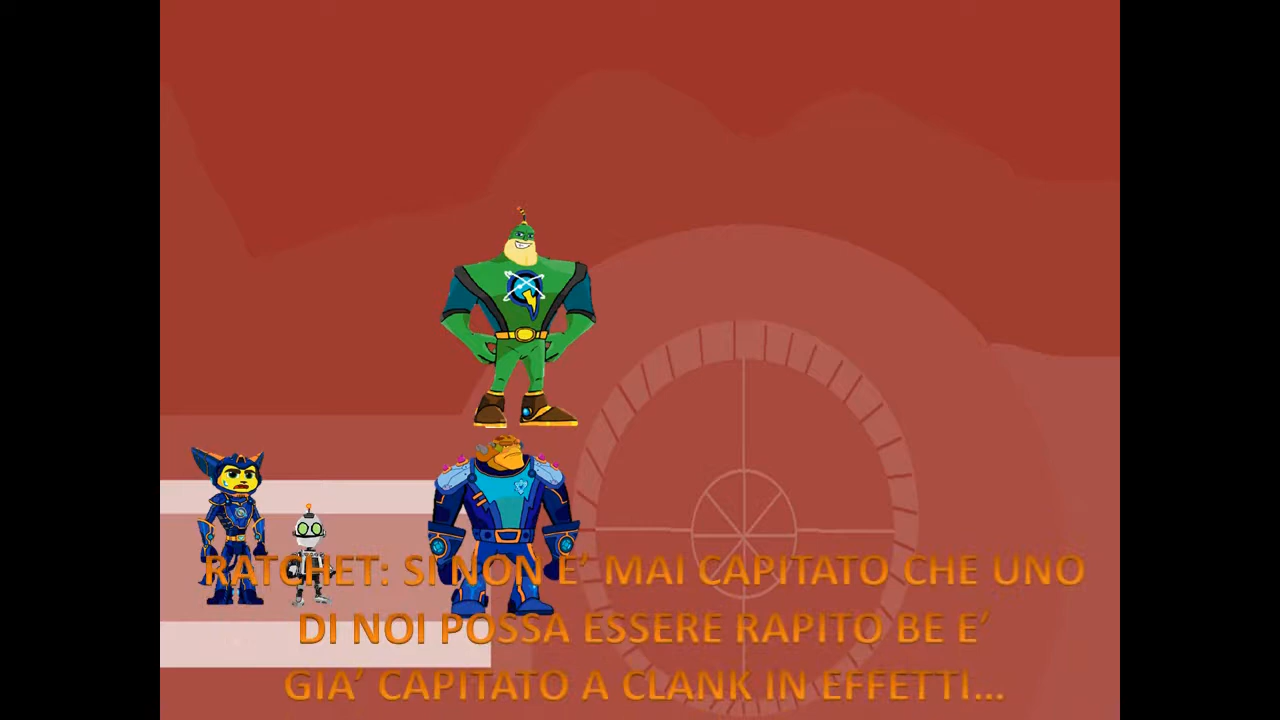 RATCHET: SI NON E’ MAI CAPITATO CHE UNO
DI NOI POSSA ESSERE RAPITO BE E’
GIA’ CAPITATO A CLANK IN EFFETTI...